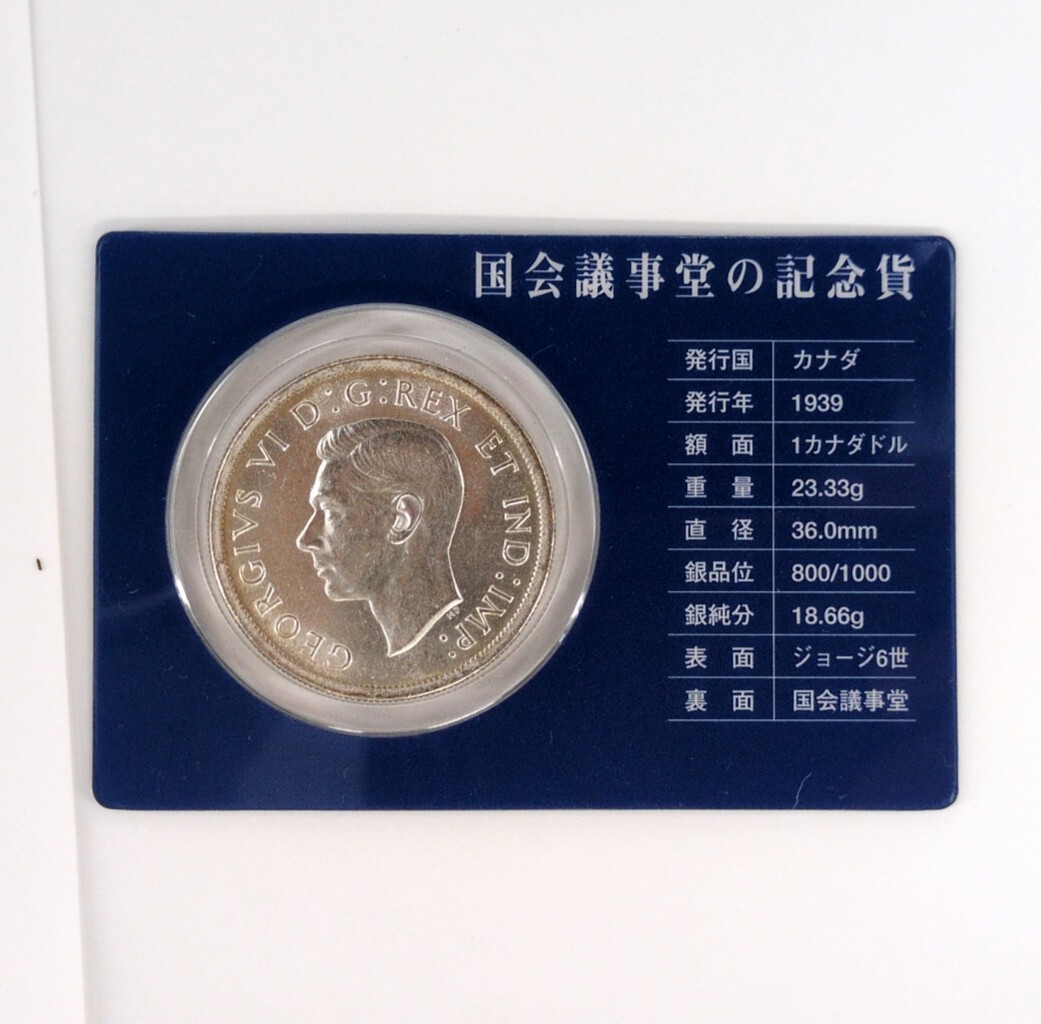 国会議事堂の記念貨
発行国 カナダ
発行年 1939
額面 1カナダドル
重量 23.33g
直径 36.0mm
銀品位 800/1000
銀純分 18.66g
表面 ジョージ6世
裏面 国会議事堂
GEORGIVS VI D:G:REX ET IND:IMP:
HP